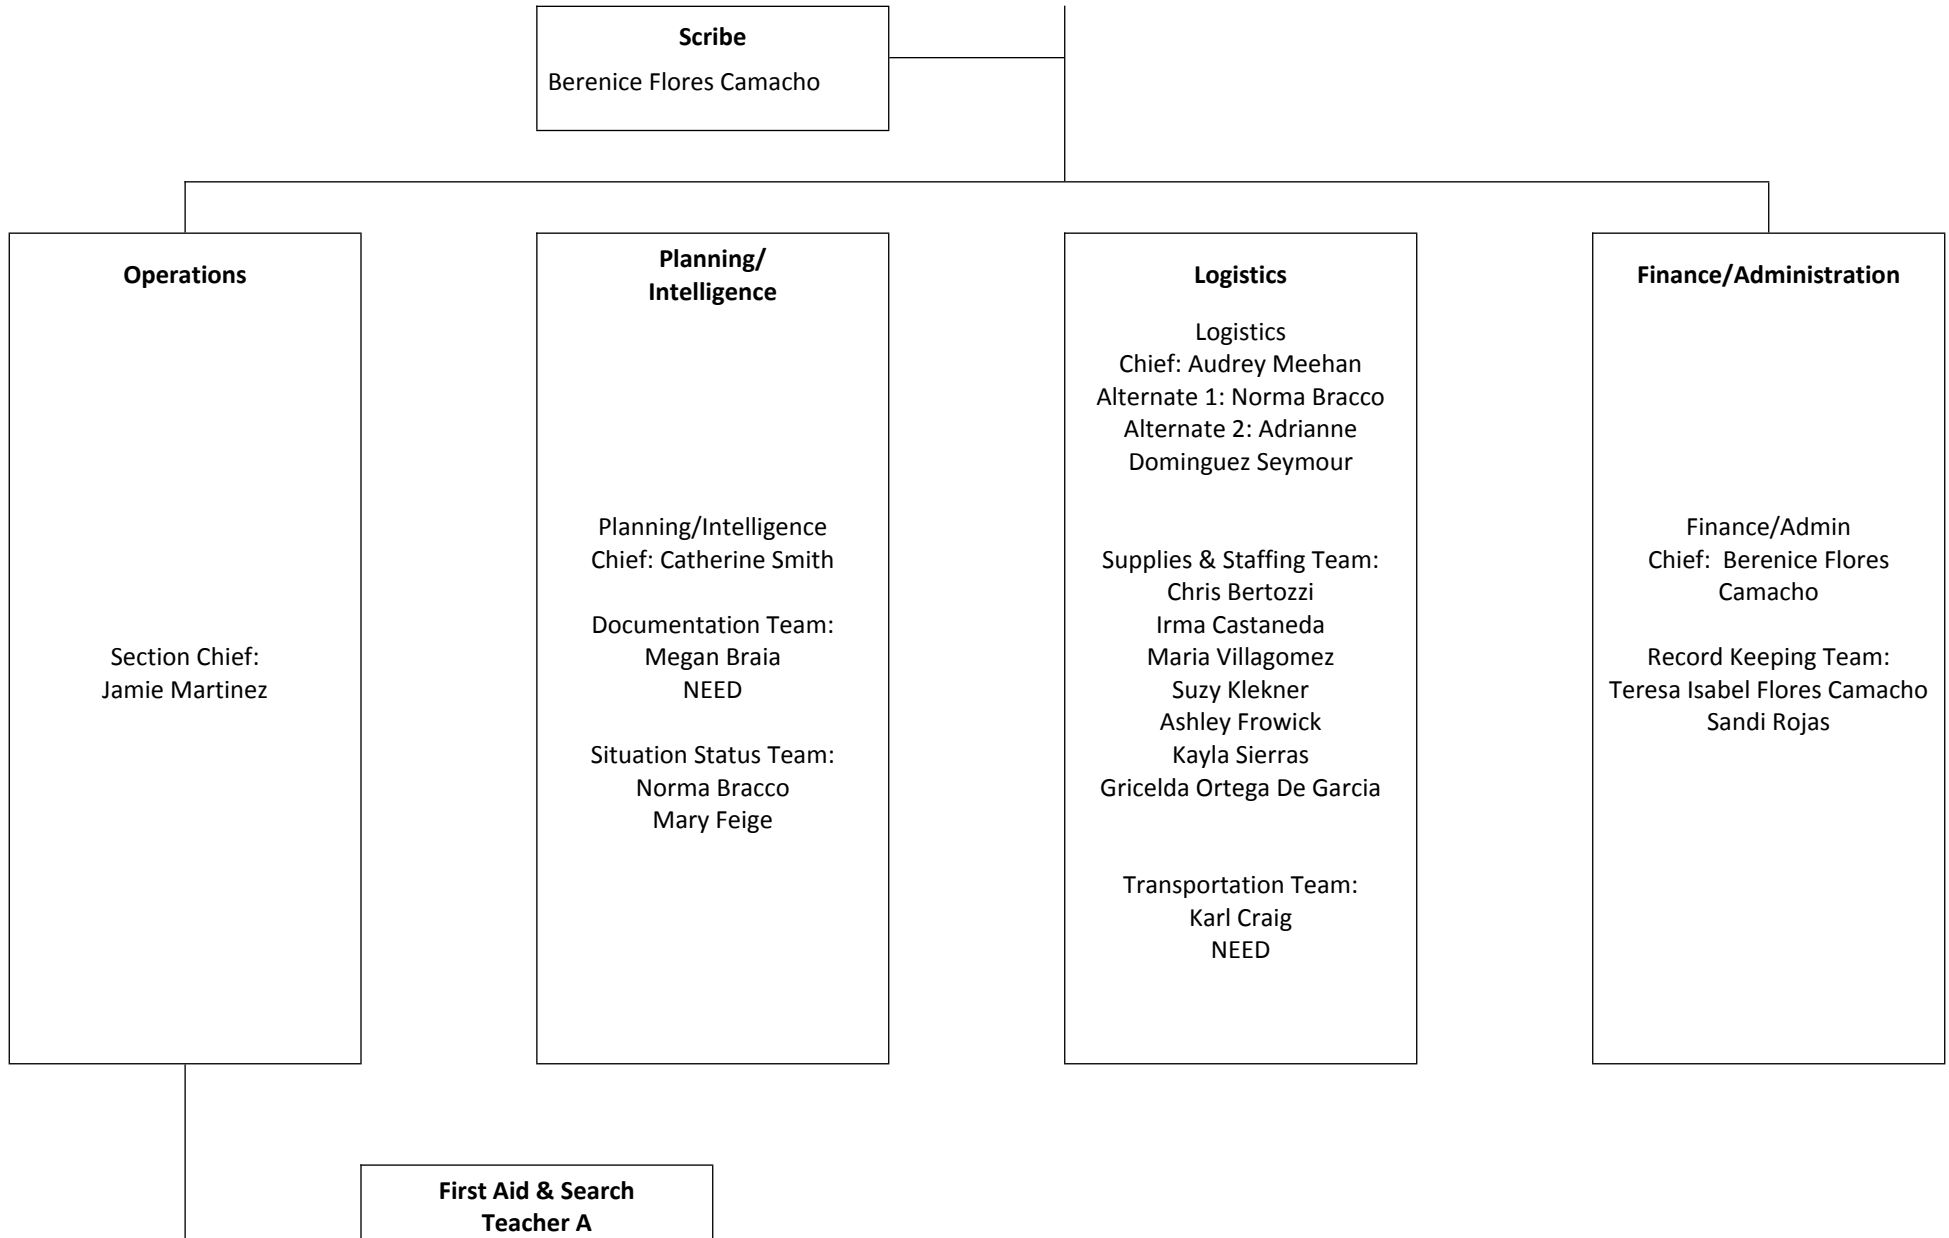 Scribe
Berenice Flores Camacho
Operations
Section Chief:
Jamie Martinez
Planning/
Intelligence
Planning/Intelligence
Chief: Catherine Smith
Documentation Team:
Megan Braia
NEED
Situation Status Team:
Norma Bracco
Mary Feige
Logistics
Logistics
Chief: Audrey Meehan
Alternate 1: Norma Bracco
Alternate 2: Adrianne
Dominguez Seymour
Supplies & Staffing Team:
Chris Bertozzi
Irma Castaneda
Maria Villagomez
Suzy Klekner
Ashley Frowick
Kayla Sierras
Gricelda Ortega De Garcia
Transportation Team:
Karl Craig
NEED
Finance/Administration
Finance/Admin
Chief:  Berenice Flores
Camacho
Record Keeping Team:
Teresa Isabel Flores Camacho
Sandi Rojas
First Aid & Search
Teacher A